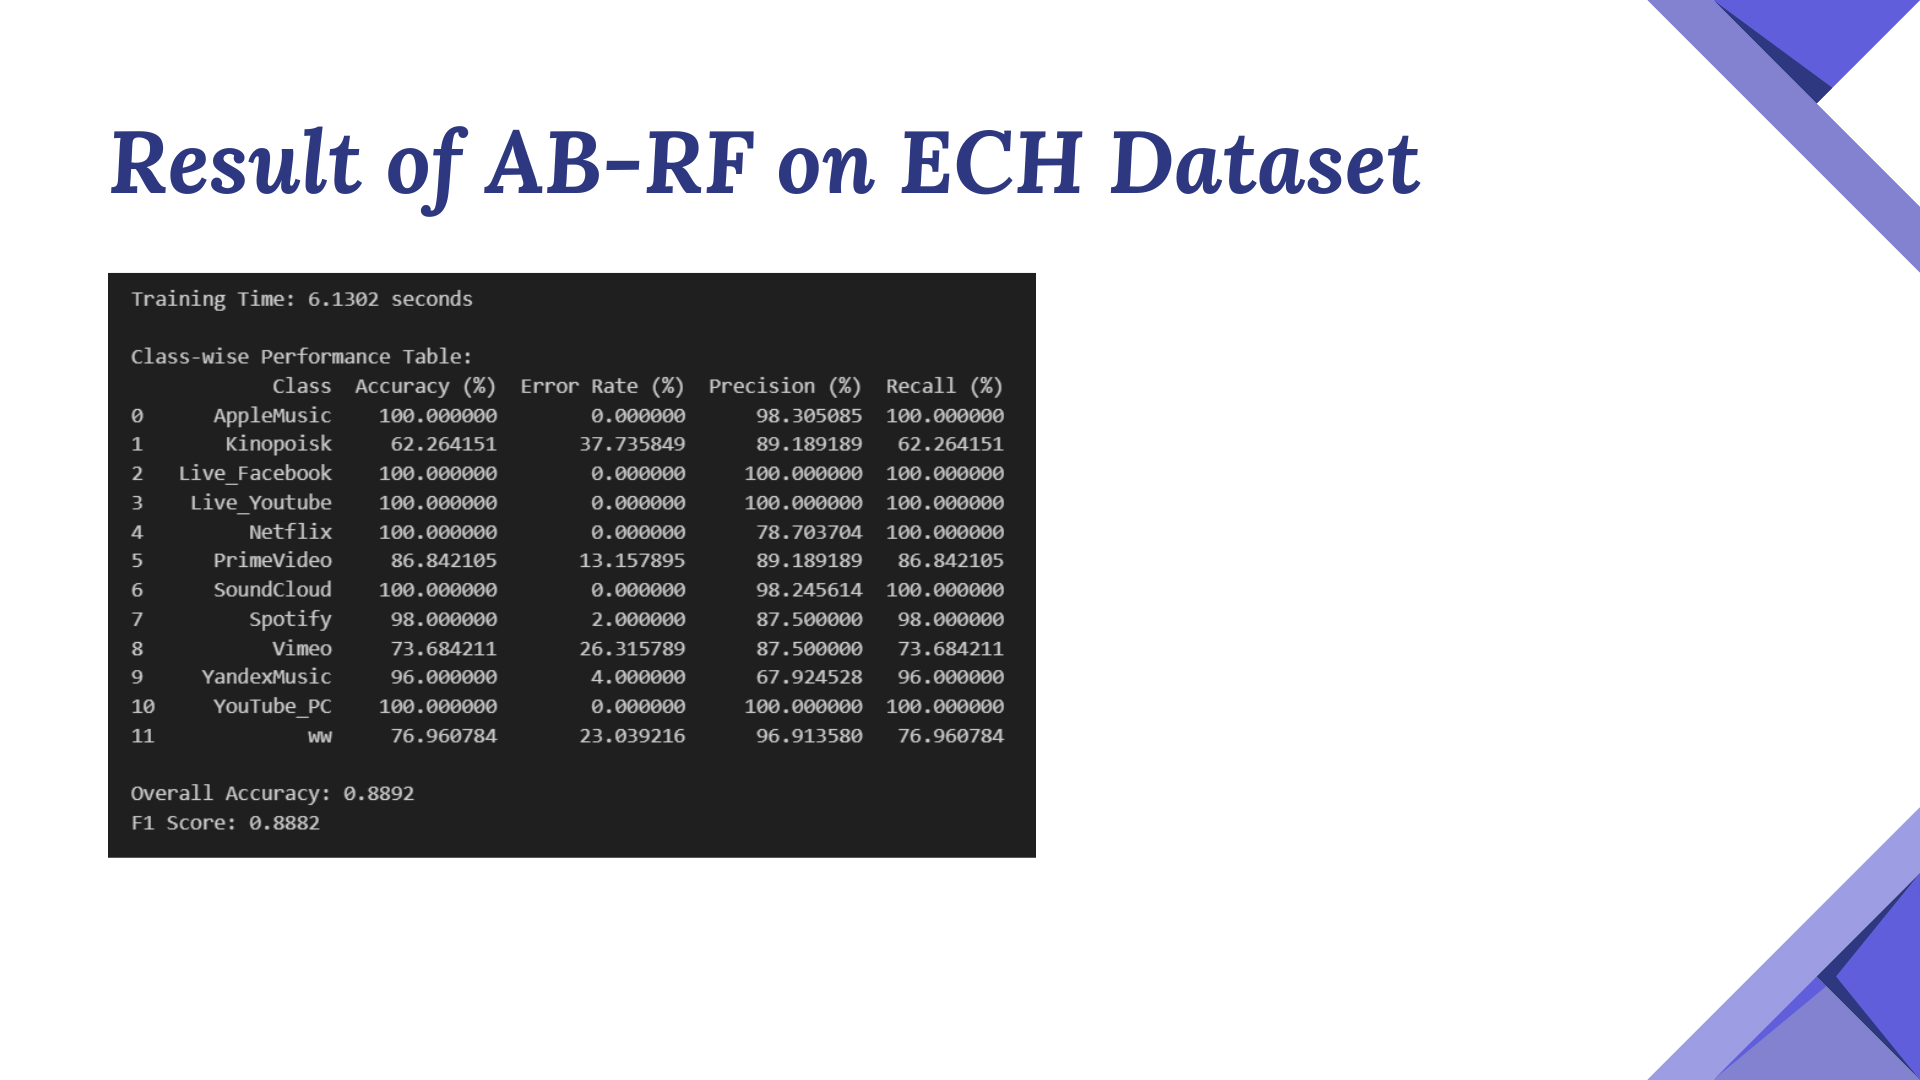 Result of AB-RF on ECH Dataset
Training Time: 6.1302 seconds
Class-wise Performance Table:
Class Accuracy (%) Error Rate (%) Precision (%) Recall (%)
0 AppleMusic 100.000000 0.000000 98.305085 100.000000
1 Kinopoisk 62.264151 37.735849 89.189189 62.264151
2 Live_Facebook 100.000000 0.000000 100.000000 100.000000
3 Live_Youtube 100.000000 0.000000 100.000000 100.000000
4 Netflix 100.000000 0.000000 78.703704 100.000000
5 PrimeVideo 86.842105 13.157895 89.189189 86.842105
6 SoundCloud 100.000000 0.000000 98.245614 100.000000
7 Spotify 98.000000 2.000000 87.500000 98.000000
8 Vimeo 73.684211 26.315789 87.500000 73.684211
9 YandexMusic 96.000000 4.000000 67.924528 96.000000
10 YouTube_PC 100.000000 0.000000 100.000000 100.000000
11 ww 76.960784 23.039216 96.913580 76.960784
Overall Accuracy: 0.8892
F1 Score: 0.8882